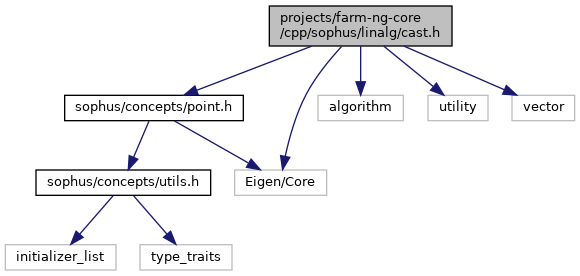 projects/farm-ng-core
/cpp/sophus/linalg/cast.h
sophus/concepts/point.h
algorithm
utility
vector
sophus/concepts/utils.h
Eigen/Core
initializer_list
type_traits